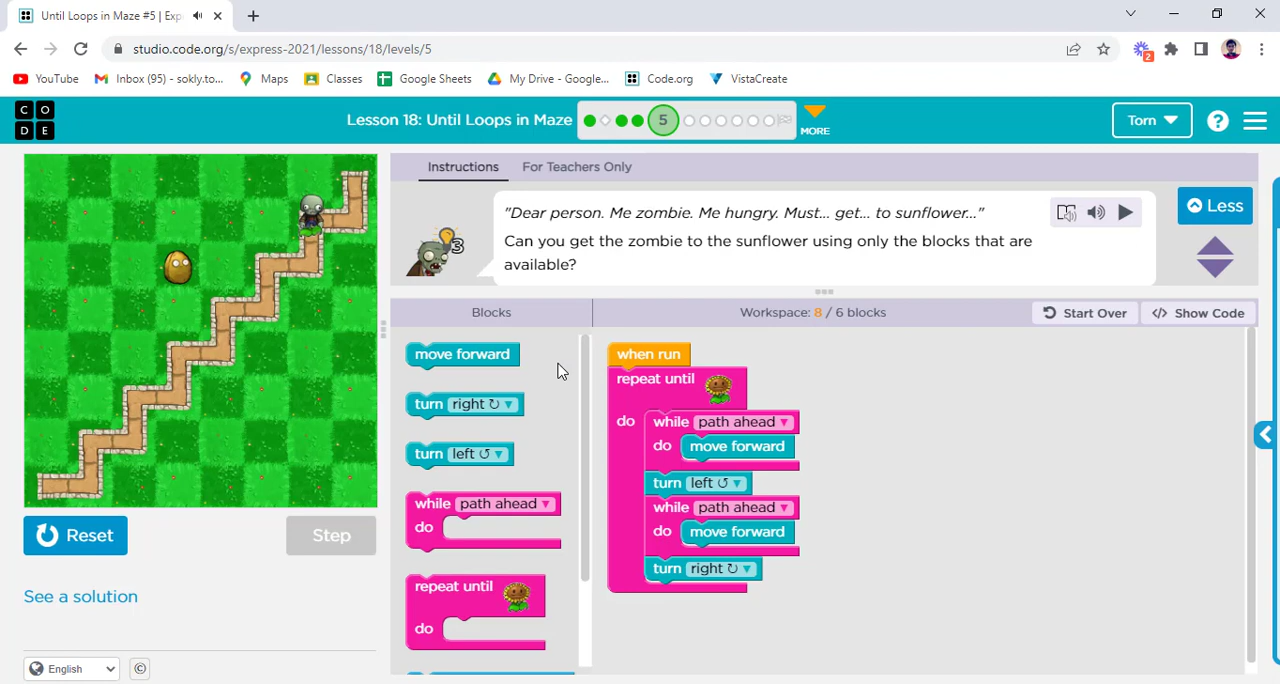 Until Loops in Maze #5 | Exp
studio.code.org/s/express-2021/lessons/18/levels/5
2
YouTube
Inbox (95) - sokly.to...
Maps
Classes
Google Sheets
My Drive - Google...
Code.org
VistaCreate
C O
D E
Lesson 18: Until Loops in Maze
5
MORE
Torn
?
Instructions
For Teachers Only
3
"Dear person. Me zombie. Me hungry. Must... get... to sunflower..."
Can you get the zombie to the sunflower using only the blocks that are
available?
Less
Blocks
Workspace: 8 / 6 blocks
Start Over
</> Show Code
move forward
turn right ↻ ▼
turn left ↺ ▼
while path ahead ▼
do
repeat until
do
when run
repeat until
do
while path ahead ▼
do move forward
turn left ↺ ▼
while path ahead ▼
do move forward
turn right ↻ ▼
Reset
Step
See a solution
English
©